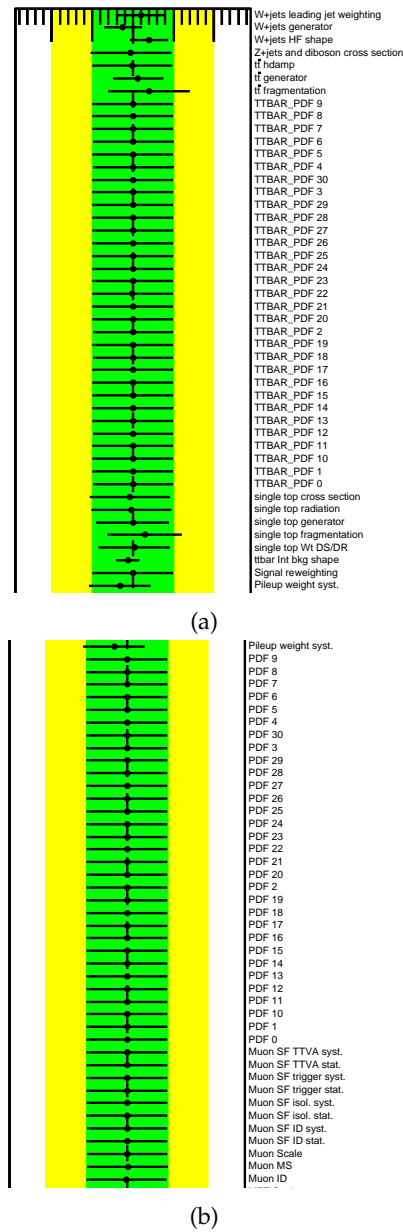 W+jets leading jet weighting
W+jets generator
W+jets HF shape
Z+jets and diboson cross section
tt̄ hdamp
tt̄ generator
tt̄ fragmentation
TTBAR_PDF 9
TTBAR_PDF 8
TTBAR_PDF 7
TTBAR_PDF 6
TTBAR_PDF 5
TTBAR_PDF 4
TTBAR_PDF 30
TTBAR_PDF 3
TTBAR_PDF 29
TTBAR_PDF 28
TTBAR_PDF 27
TTBAR_PDF 26
TTBAR_PDF 25
TTBAR_PDF 24
TTBAR_PDF 23
TTBAR_PDF 22
TTBAR_PDF 21
TTBAR_PDF 20
TTBAR_PDF 2
TTBAR_PDF 19
TTBAR_PDF 18
TTBAR_PDF 17
TTBAR_PDF 16
TTBAR_PDF 15
TTBAR_PDF 14
TTBAR_PDF 13
TTBAR_PDF 12
TTBAR_PDF 11
TTBAR_PDF 10
TTBAR_PDF 1
TTBAR_PDF 0
single top cross section
single top radiation
single top generator
single top fragmentation
single top Wt DS/DR
ttbar Int bkg shape
Signal reweighting
Pileup weight syst.
(a)
Pileup weight syst.
PDF 9
PDF 8
PDF 7
PDF 6
PDF 5
PDF 4
PDF 30
PDF 3
PDF 29
PDF 28
PDF 27
PDF 26
PDF 25
PDF 24
PDF 23
PDF 22
PDF 21
PDF 20
PDF 2
PDF 19
PDF 18
PDF 17
PDF 16
PDF 15
PDF 14
PDF 13
PDF 12
PDF 11
PDF 10
PDF 1
PDF 0
Muon SF TTVA syst.
Muon SF TTVA stat.
Muon SF trigger syst.
Muon SF trigger stat.
Muon SF isol. syst.
Muon SF isol. stat.
Muon SF ID syst.
Muon SF ID stat.
Muon Scale
Muon MS
Muon ID
(b)